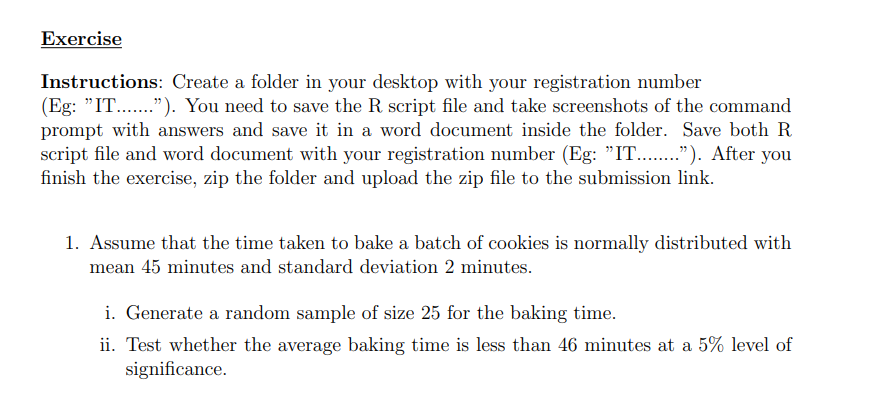 Exercise
Instructions: Create a folder in your desktop with your registration number
(Eg: ”IT.......”). You need to save the R script file and take screenshots of the command
prompt with answers and save it in a word document inside the folder. Save both R
script file and word document with your registration number (Eg: ”IT........”). After you
finish the exercise, zip the folder and upload the zip file to the submission link.
1. Assume that the time taken to bake a batch of cookies is normally distributed with
mean 45 minutes and standard deviation 2 minutes.
i. Generate a random sample of size 25 for the baking time.
ii. Test whether the average baking time is less than 46 minutes at a 5% level of
significance.